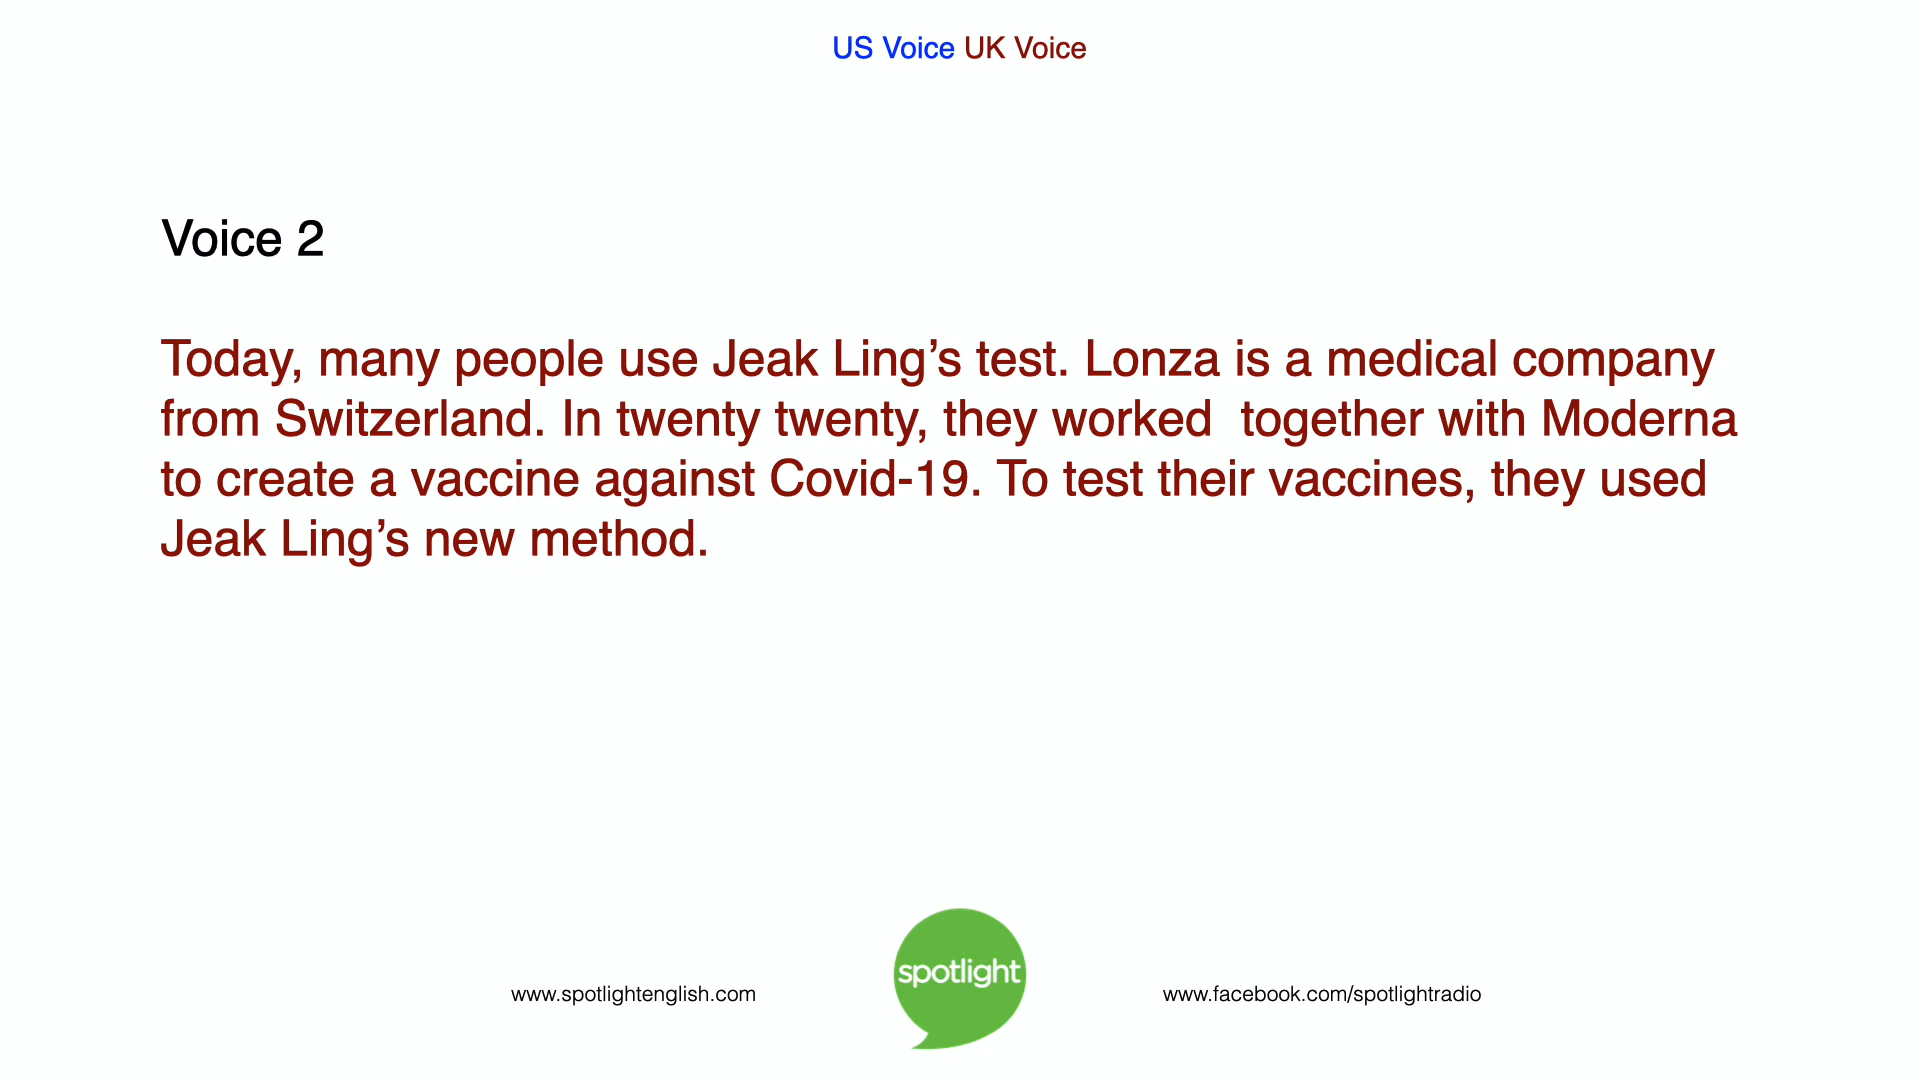 US Voice UK Voice
Voice 2
Today, many people use Jeak Ling’s test. Lonza is a medical company
from Switzerland. In twenty twenty, they worked  together with Moderna
to create a vaccine against Covid-19. To test their vaccines, they used
Jeak Ling’s new method.
spotlight
www.spotlightenglish.com
www.facebook.com/spotlightradio